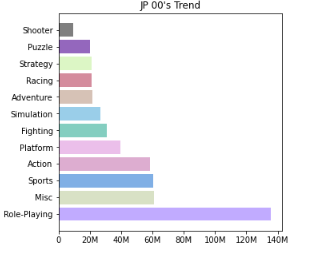 JP 00's Trend
Shooter
Puzzle
Strategy
Racing
Adventure
Simulation
Fighting
Platform
Action
Sports
Misc
Role-Playing
0 20M 40M 60M 80M 100M 120M 140M